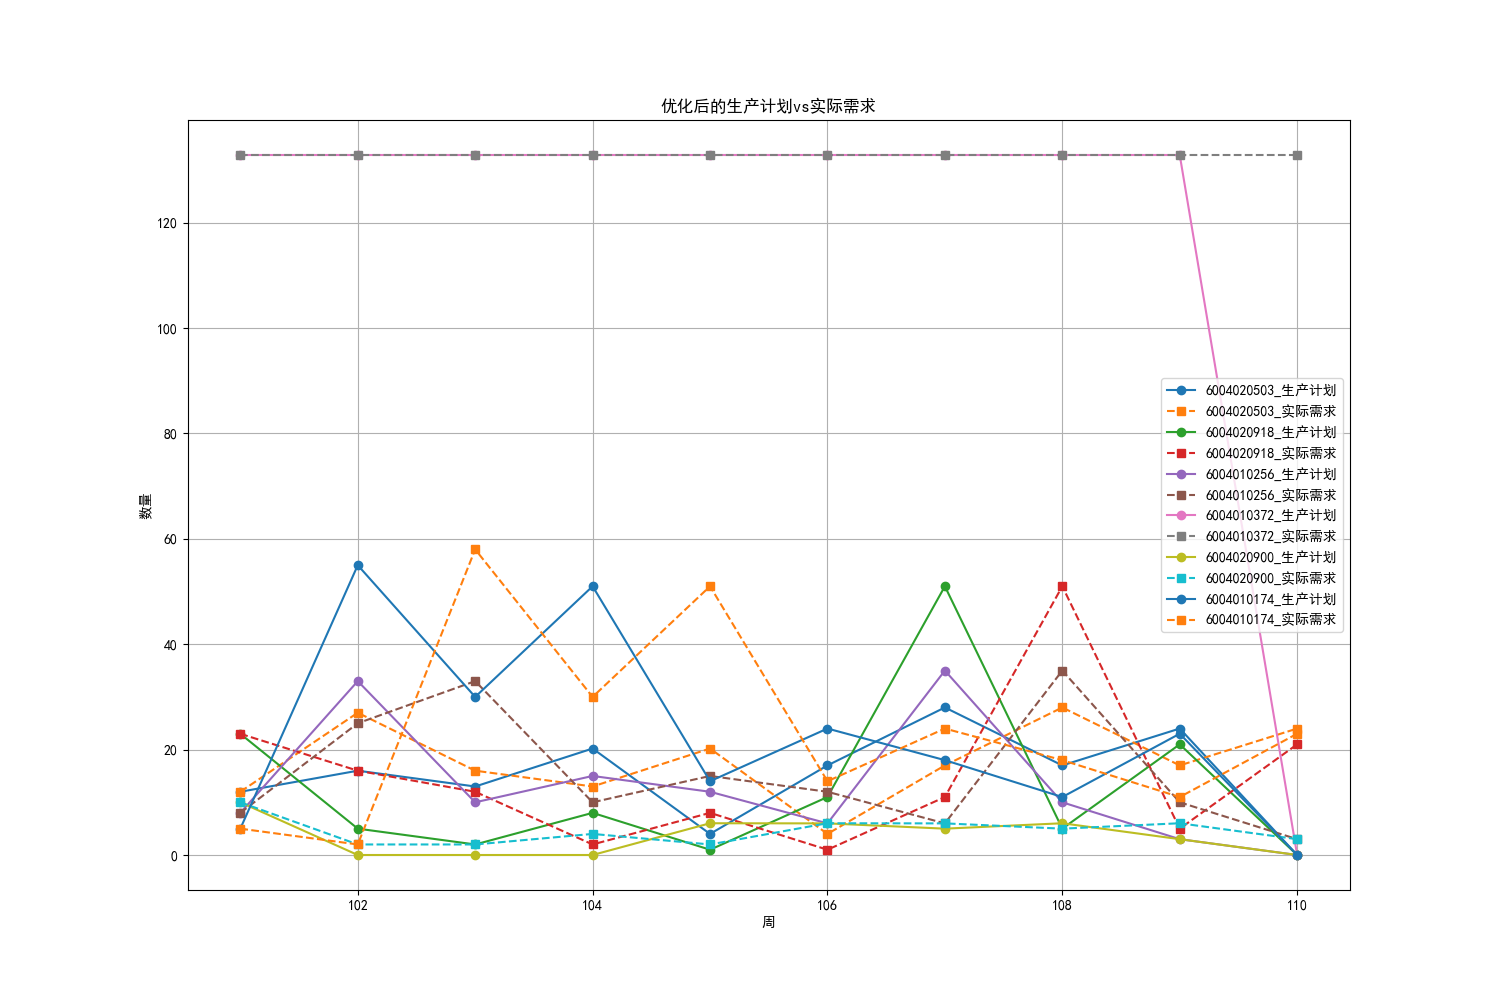 优化后的生产计划vs实际需求
120
100
80
60
40
20
0
数量
6004020503_生产计划
6004020503_实际需求
6004020918_生产计划
6004020918_实际需求
6004010256_生产计划
6004010256_实际需求
6004010372_生产计划
6004010372_实际需求
6004020900_生产计划
6004020900_实际需求
6004010174_生产计划
6004010174_实际需求
102 104 106 108 110
周